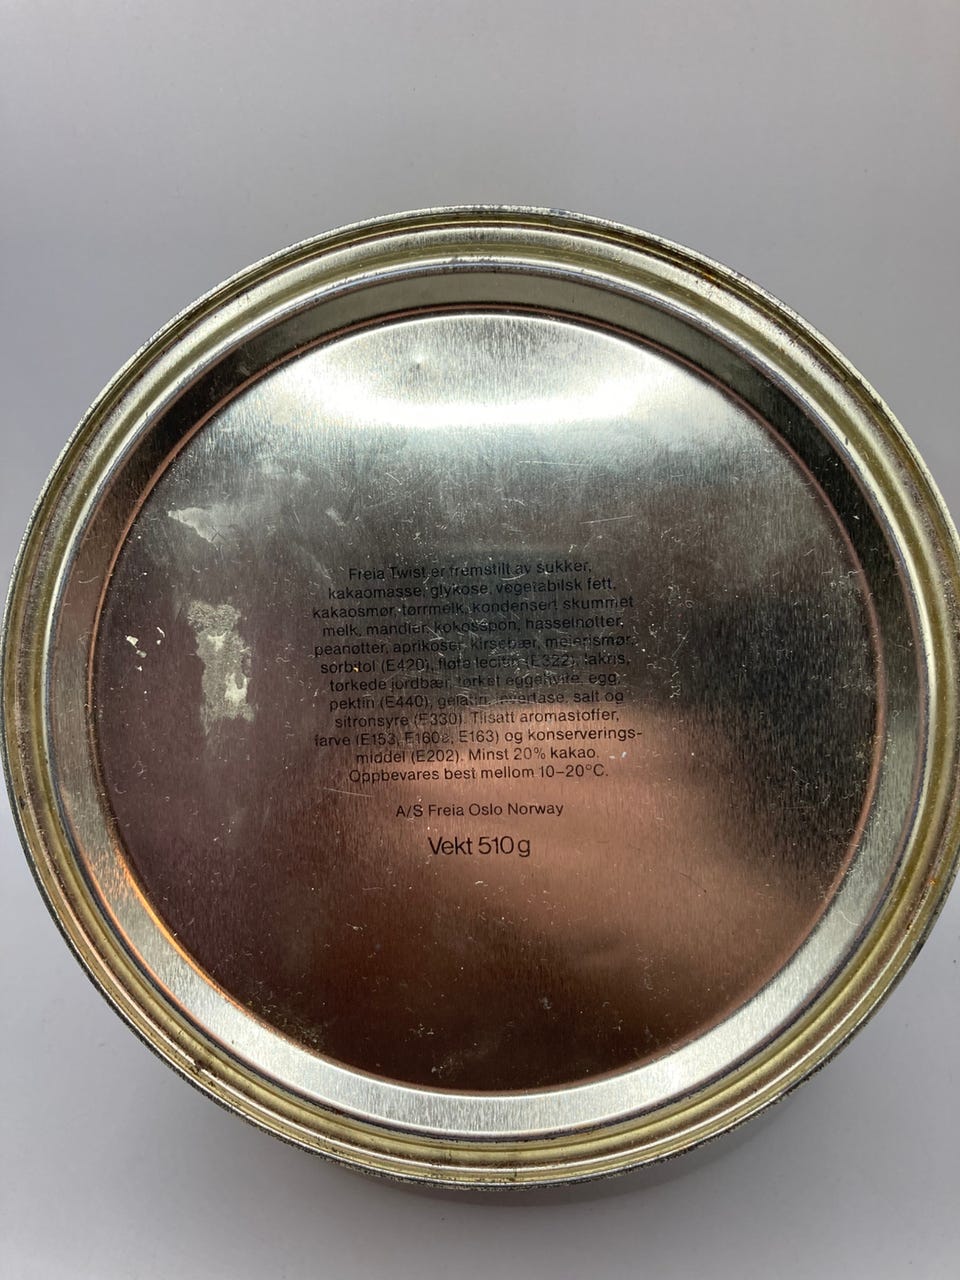 Freia Twist er fremstilt av sukker,
kakaomasse, glykose, vegetabilsk fett,
kakaosmør, tørrmelk, kondensert skummet
melk, mandler, kokosspon, hasselnøtter,
peanøtter, aprikoser, kirsebær, meierismør,
sorbitol (E420), fløte lecitin (E322), lakris,
tørkede jordbær, tørket eggehvite, egg,
pektin (E440), gelatin, invertase, salt og
sitronsyre (E330). Tilsatt aromastoffer,
farve (E153, E163) og konserverings-
middel (E202). Minst 20% kakao.
Oppbevares best mellom 10–20°C.
A/S Freia Oslo Norway
Vekt 510g